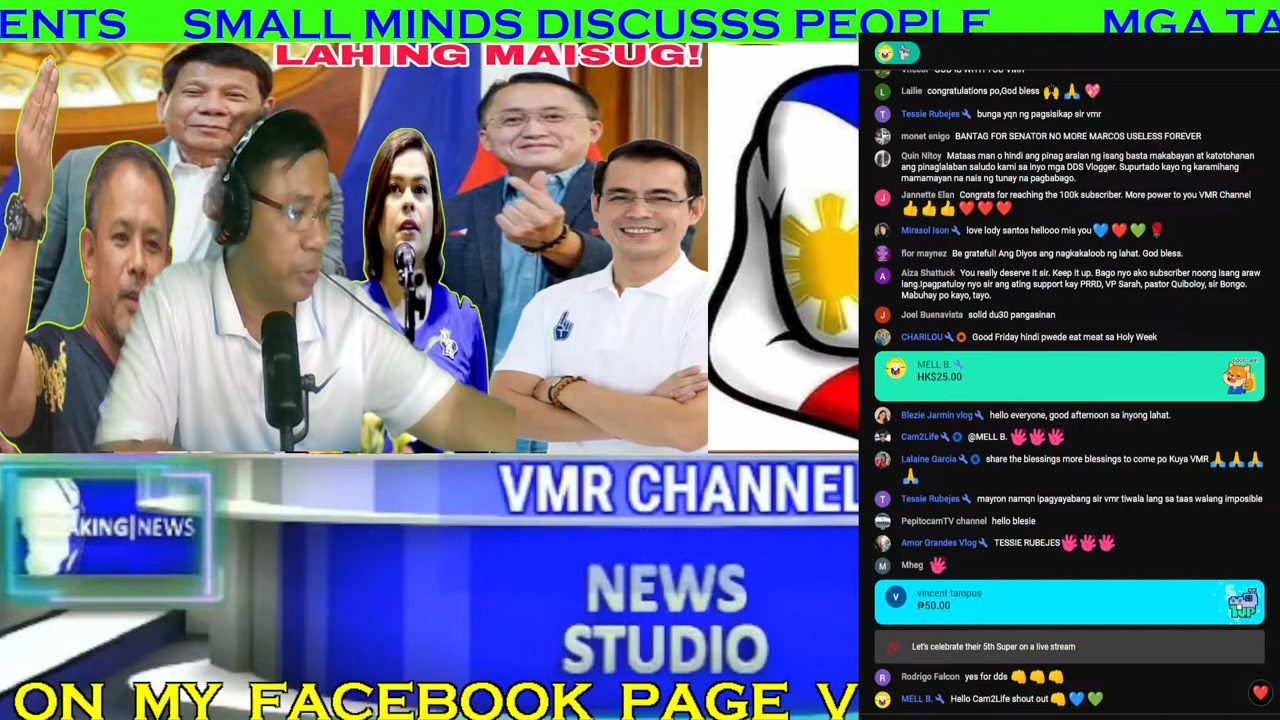 ENTS SMALL MINDS DISCUSSS PEOPLE MGA TA
LAHING MAISUG!
KING|NEWS
VMR CHANNEL
NEWS
STUDIO
ON MY FACEBOOK PAGE V
Lailie congratulations po,God bless 🙌 🙏 💖
Tessie Rubejes bunga yqn ng pagsisikap sir vmr
monet enigo BANTAG FOR SENATOR NO MORE MARCOS USELESS FOREVER
Quin Nitoy Mataas man o hindi ang pinag aralan ng isang basta makabayan at katotohanan
ang pinaglalaban saludo kami sa inyo mga DDS Vlogger. Supurtado kayo ng karamihang
mamamayan na nais ng tunay na pagbabago.
Jannette Elan Congrats for reaching the 100k subscriber. More power to you VMR Channel
👍👍👍❤️❤️❤️
Mirasol Ison love lody santos hellooo mis you 💙❤️💚🌹
flor maynez Be grateful! Ang Diyos ang nagkakaloob ng lahat. God bless.
Aiza Shattuck You really deserve it sir. Keep it up. Bago nyo ako subscriber noong isang araw
lang.Ipagpatuloy nyo sir ang ating support kay PRRD, VP Sarah, pastor Quiboloy, sir Bongo.
Mabuhay po kayo, tayo.
Joel Buenavista solid du30 pangasinan
CHARILOU Good Friday hindi pwede eat meat sa Holy Week
MELL B.
HK$25.00
Blezie Jarmin vlog hello everyone, good afternoon sa inyong lahat.
Cam2Life @MELL B.
Lalaine Garcia share the blessings more blessings to come po Kuya VMR🙏🙏🙏
🙏
Tessie Rubejes mayron namqn ipagyayabang sir vmr tiwala lang sa taas walang imposible
PepitocamTV channel hello blesie
Amor Grandes Vlog TESSIE RUBEJES
M Mheg
V vincent tampus
₱50.00
Let's celebrate their 5th Super on a live stream
Rodrigo Falcon yes for dds 👊👊👊
MELL B. Hello Cam2Life shout out👊💙💚